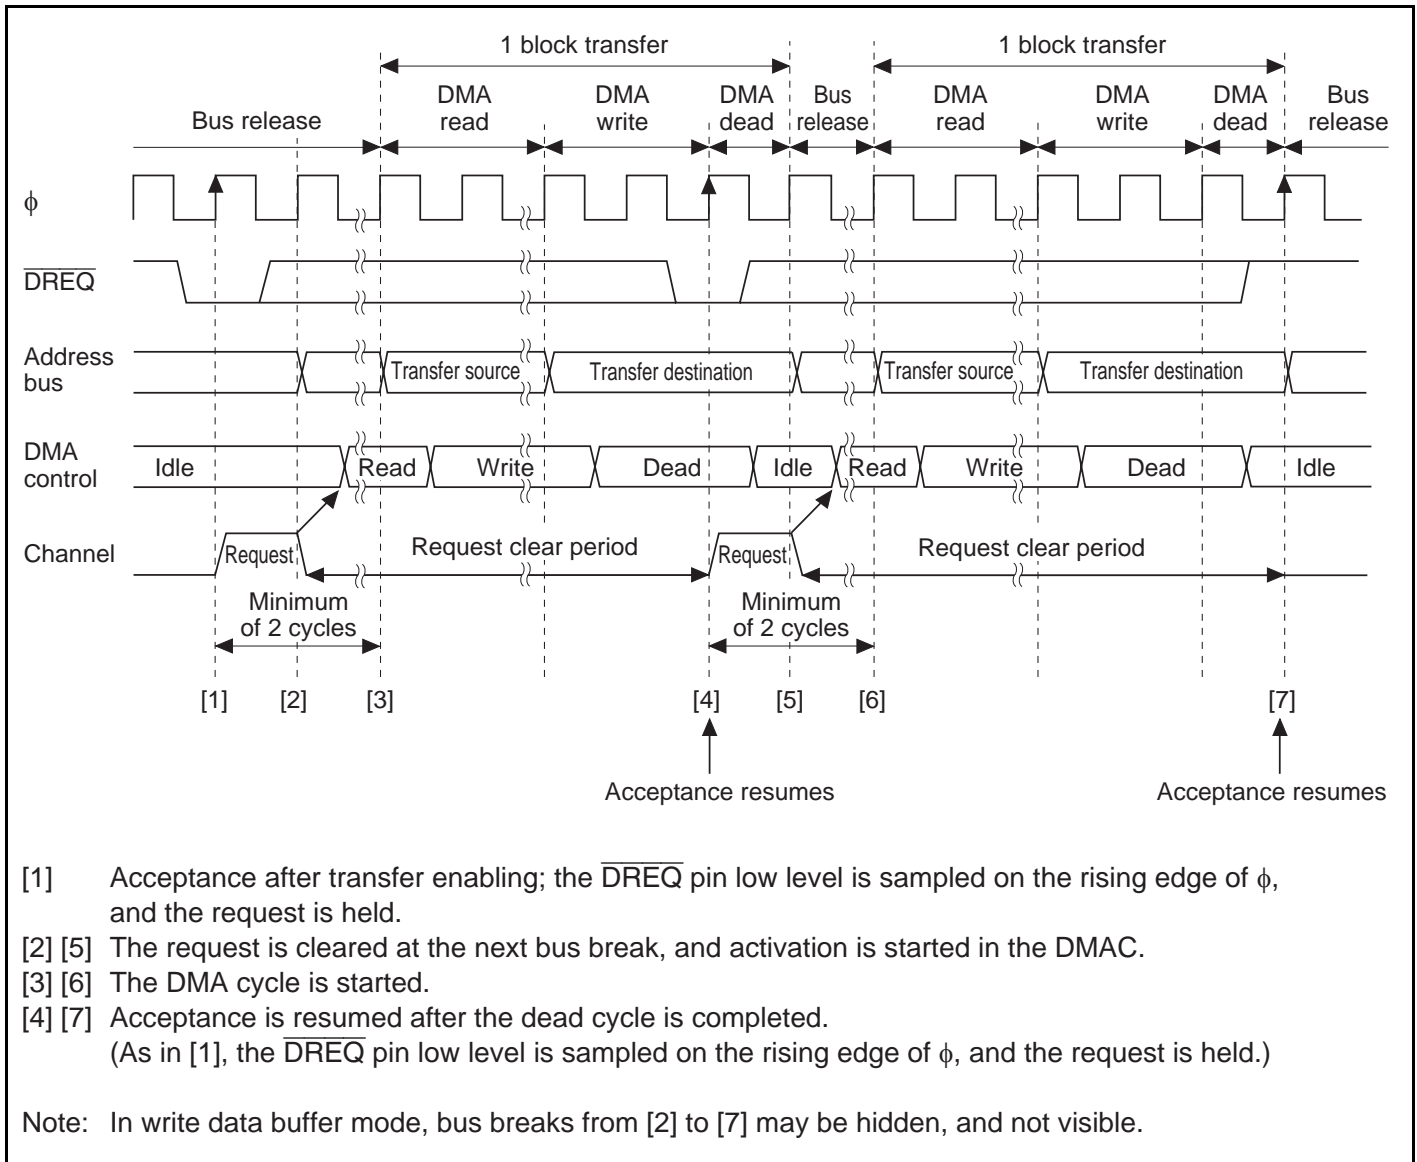 1 block transfer 1 block transfer
DMA DMA DMA Bus DMA DMA DMA Bus
Bus release read write dead release read write dead release
φ
DREQ
Address
bus
Transfer source Transfer destination Transfer source Transfer destination
DMA
control
Idle Read Write Dead Idle Read Write Dead Idle
Channel
Request Request clear period Request Request clear period
Minimum Minimum
of 2 cycles of 2 cycles
[1] [2] [3] [4] [5] [6] [7]
Acceptance resumes Acceptance resumes
[1] Acceptance after transfer enabling; the DREQ pin low level is sampled on the rising edge of φ,
and the request is held.
[2] [5] The request is cleared at the next bus break, and activation is started in the DMAC.
[3] [6] The DMA cycle is started.
[4] [7] Acceptance is resumed after the dead cycle is completed.
(As in [1], the DREQ pin low level is sampled on the rising edge of φ, and the request is held.)
Note: In write data buffer mode, bus breaks from [2] to [7] may be hidden, and not visible.